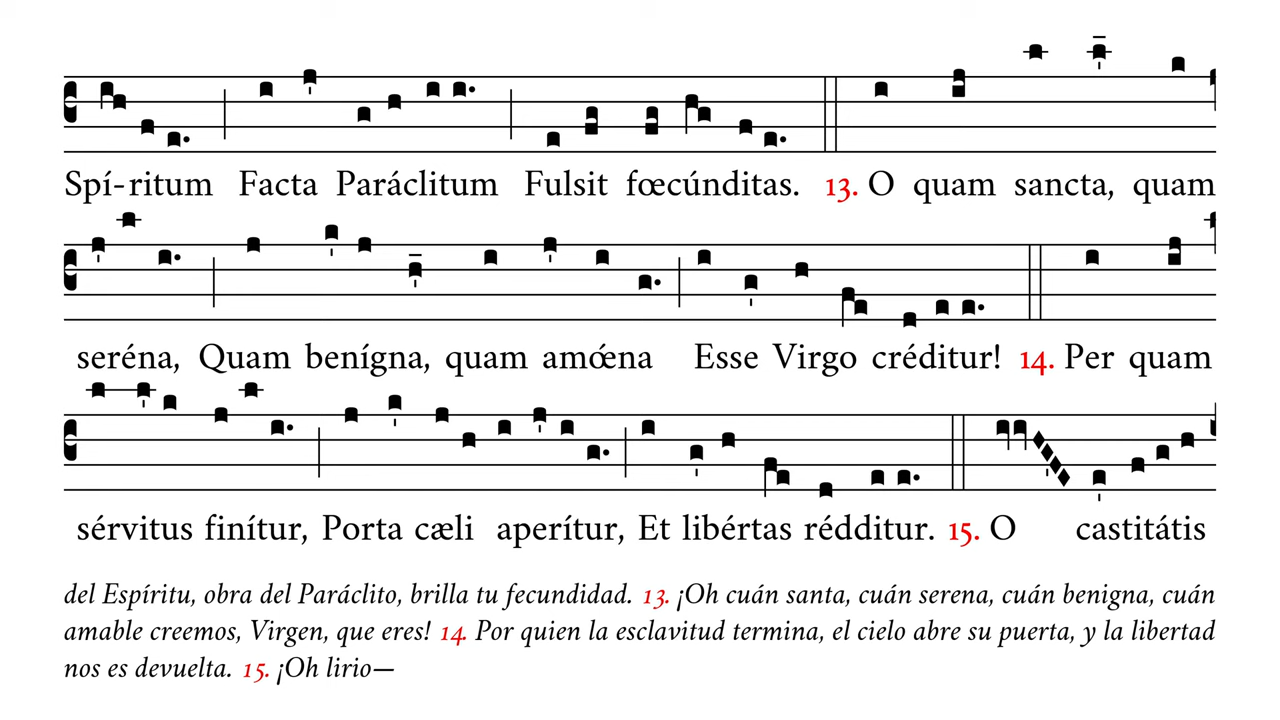 Spí-ritum Facta Paráclitum Fulsit fœcúnditas. 13. O quam sancta, quam
seréna, Quam benígna, quam amœ́na Esse Virgo créditur! 14. Per quam
sérvitus finítur, Porta cæli aperítur, Et libértas rédditur. 15. O castitátis
del Espíritu, obra del Paráclito, brilla tu fecundidad. 13. ¡Oh cuán santa, cuán serena, cuán benigna, cuán
amable creemos, Virgen, que eres! 14. Por quien la esclavitud termina, el cielo abre su puerta, y la libertad
nos es devuelta. 15. ¡Oh lirio—